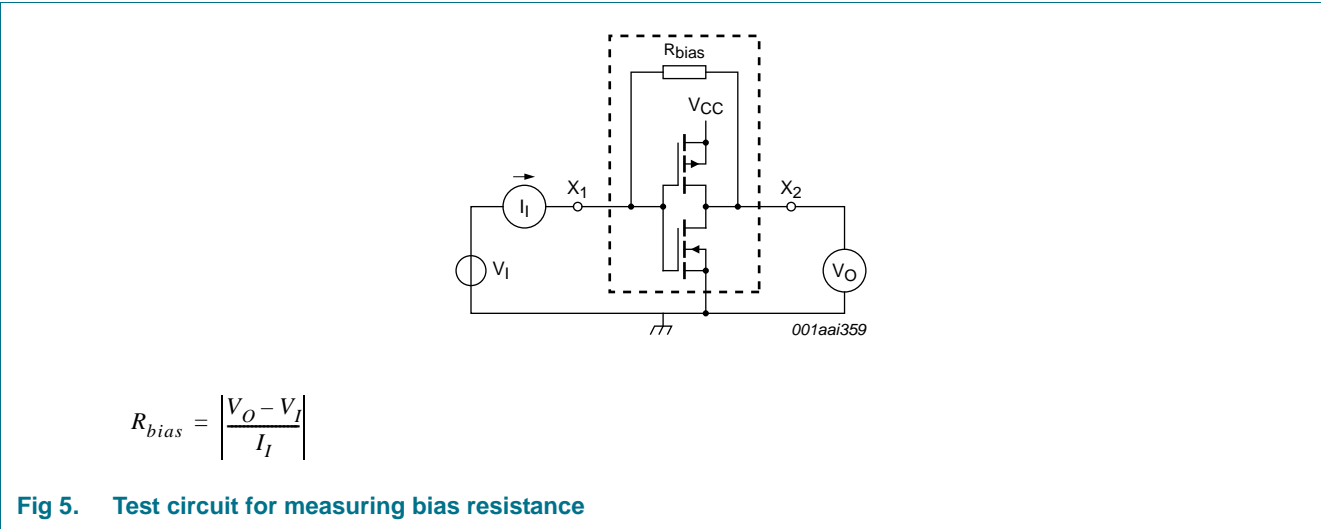 Rbias
VCC
X1
X2
II
VI
VO
001aai359
Rbias = |VO – VI / II|
Fig 5. Test circuit for measuring bias resistance